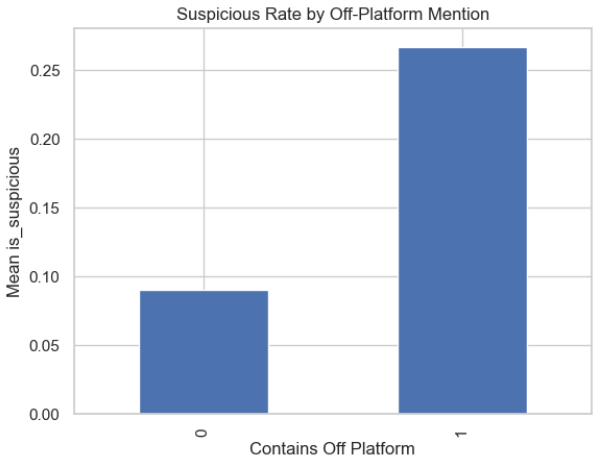 Suspicious Rate by Off-Platform Mention
Mean is_suspicious
0.25
0.20
0.15
0.10
0.05
0.00
0
1
Contains Off Platform